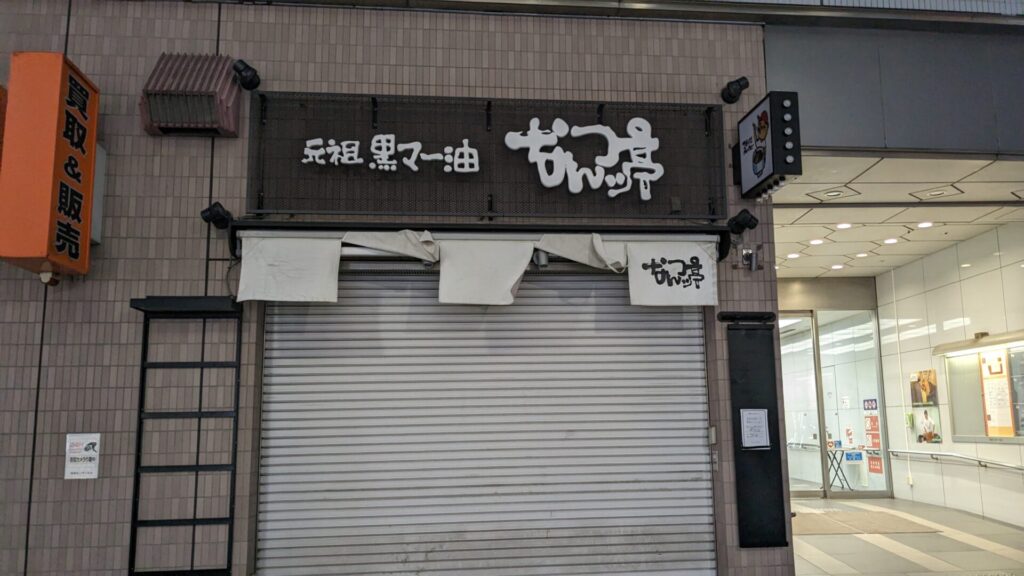 買取&販売
元祖 黒マー油
なんつッ亭
なんつッ亭